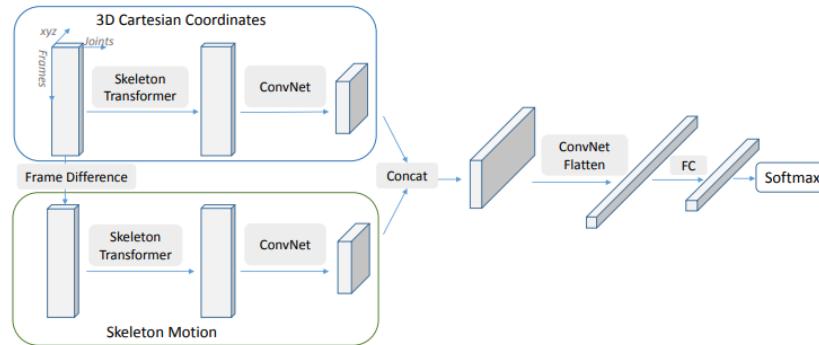 3D Cartesian Coordinates
xyz
Joints
Frames
Skeleton
Transformer
ConvNet
Frame Difference
Skeleton
Transformer
ConvNet
Skeleton Motion
Concat
ConvNet
Flatten
FC
Softmax